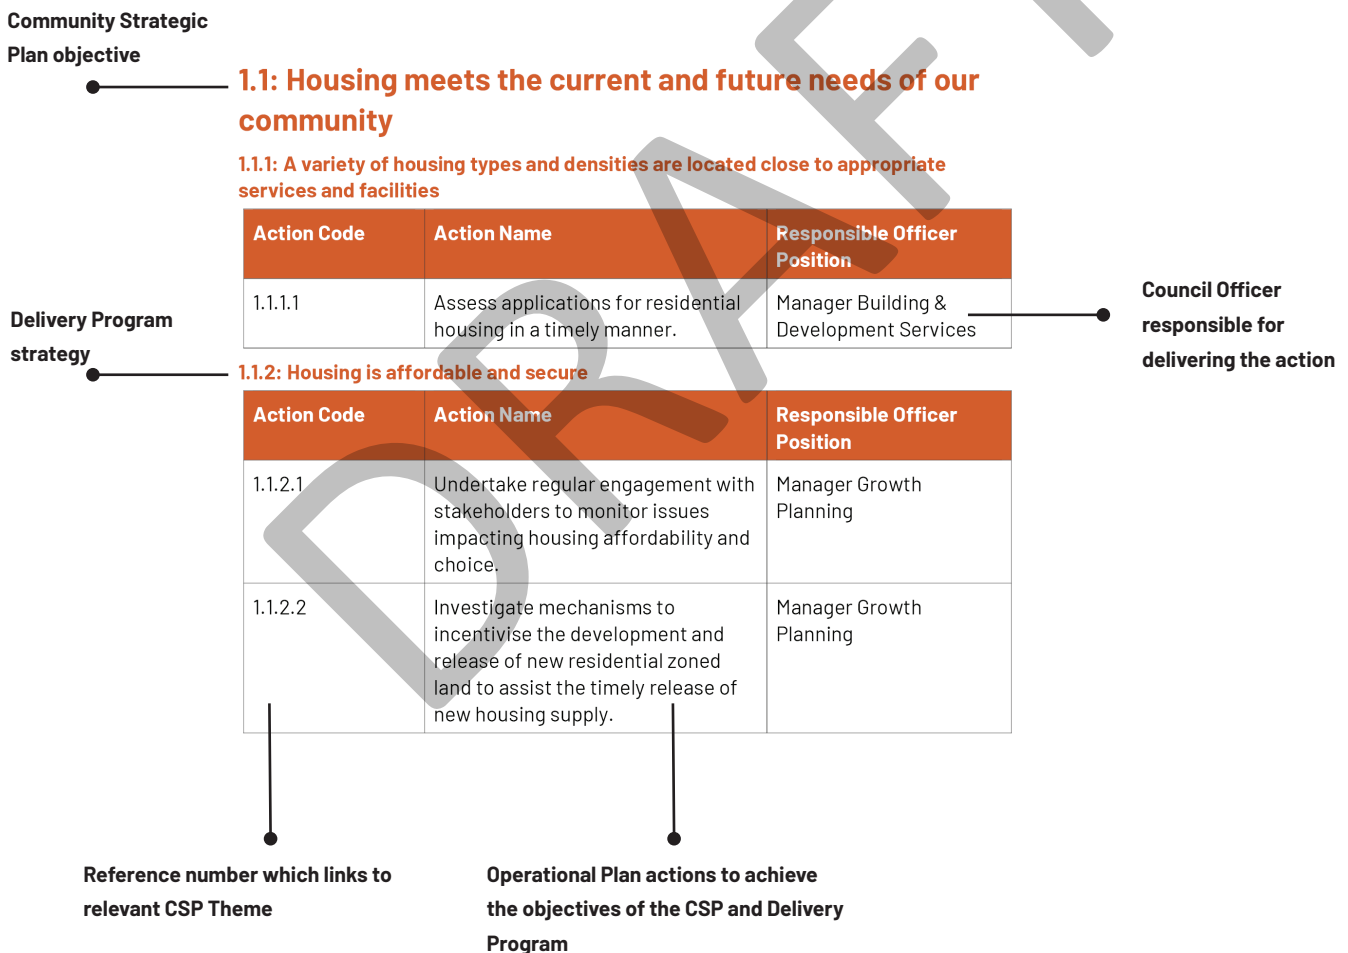 Community Strategic
Plan objective
1.1: Housing meets the current and future needs of our
community
1.1.1: A variety of housing types and densities are located close to appropriate
services and facilities
Action Code
Action Name
Responsible Officer
Position
1.1.1.1
Assess applications for residential
housing in a timely manner.
Manager Building &
Development Services
Council Officer
responsible for
delivering the action
Delivery Program
strategy
1.1.2: Housing is affordable and secure
Action Code
Action Name
Responsible Officer
Position
1.1.2.1
Undertake regular engagement with
stakeholders to monitor issues
impacting housing affordability and
choice.
Manager Growth
Planning
1.1.2.2
Investigate mechanisms to
incentivise the development and
release of new residential zoned
land to assist the timely release of
new housing supply.
Manager Growth
Planning
Reference number which links to
relevant CSP Theme
Operational Plan actions to achieve
the objectives of the CSP and Delivery
Program
DRAFT